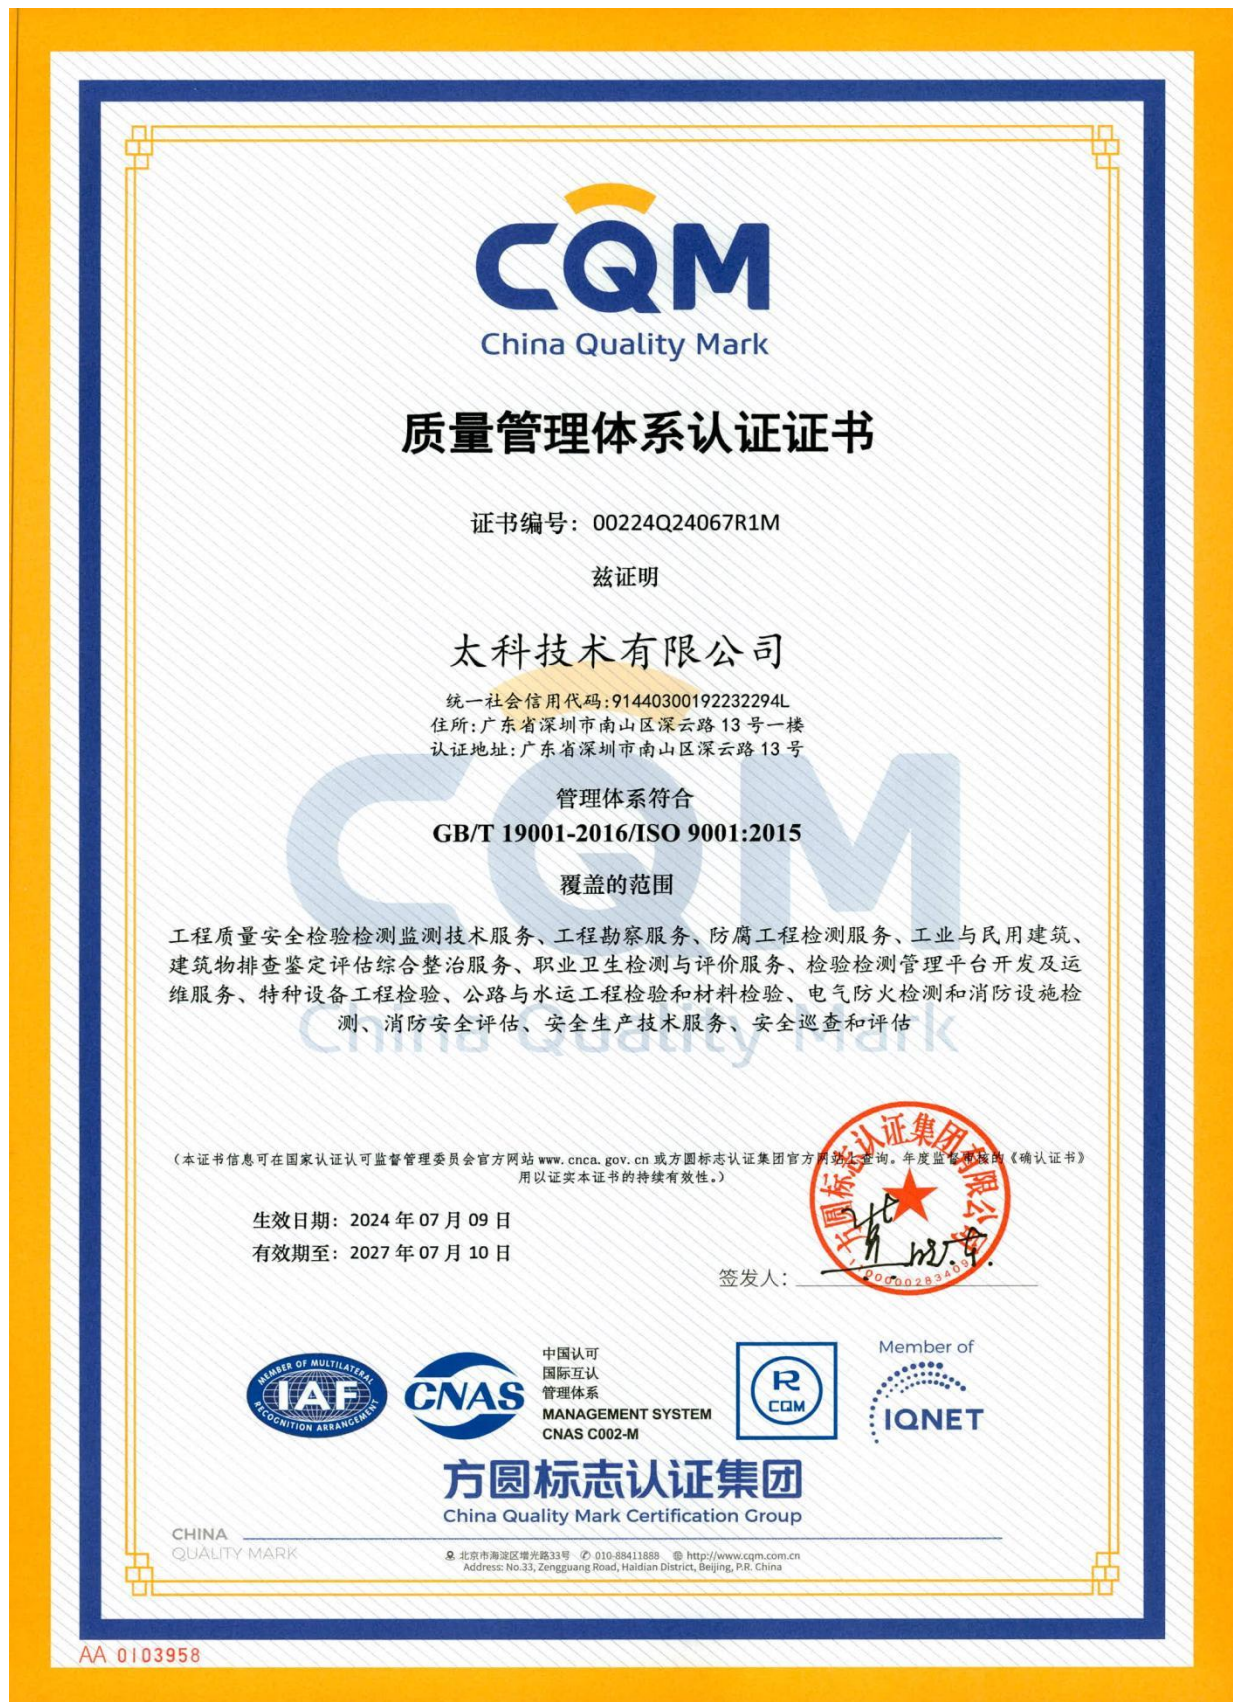 CQM
China Quality Mark
质量管理体系认证证书
证书编号：00224Q24067R1M
兹证明
太科技术有限公司
统一社会信用代码:91440300192232294L
住所:广东省深圳市南山区深云路 13 号一楼
认证地址:广东省深圳市南山区深云路 13 号
管理体系符合
GB/T 19001-2016/ISO 9001:2015
覆盖的范围
工程质量安全检验检测监测技术服务、工程勘察服务、防腐工程检测服务、工业与民用建筑、
建筑物排查鉴定评估综合整治服务、职业卫生检测与评价服务、检验检测管理平台开发及运
维服务、特种设备工程检验、公路与水运工程检验和材料检验、电气防火检测和消防设施检
测、消防安全评估、安全生产技术服务、安全巡查和评估
CQM
China Quality Mark
（本证书信息可在国家认证认可监督管理委员会官方网站 www.cnca.gov.cn 或方圆标志认证集团官方网站上查询。年度监督审核的《确认证书》
用以证实本证书的持续有效性。）
生效日期：2024 年 07 月 09 日
有效期至：2027 年 07 月 10 日
方圆标志认证集团有限公司
1100000283409
签发人：
MEMBER OF MULTILATERAL
IAF
RECOGNITION ARRANGEMENT
CNAS
中国认可
国际互认
管理体系
MANAGEMENT SYSTEM
CNAS C002-M
R
CQM
Member of
IQNET
方圆标志认证集团
China Quality Mark Certification Group
CHINA
QUALITY MARK
北京市海淀区增光路33号 010-88411888 http://www.cqm.com.cn
Address: No.33, Zengguang Road, Haidian District, Beijing, P.R. China
AA 0103958